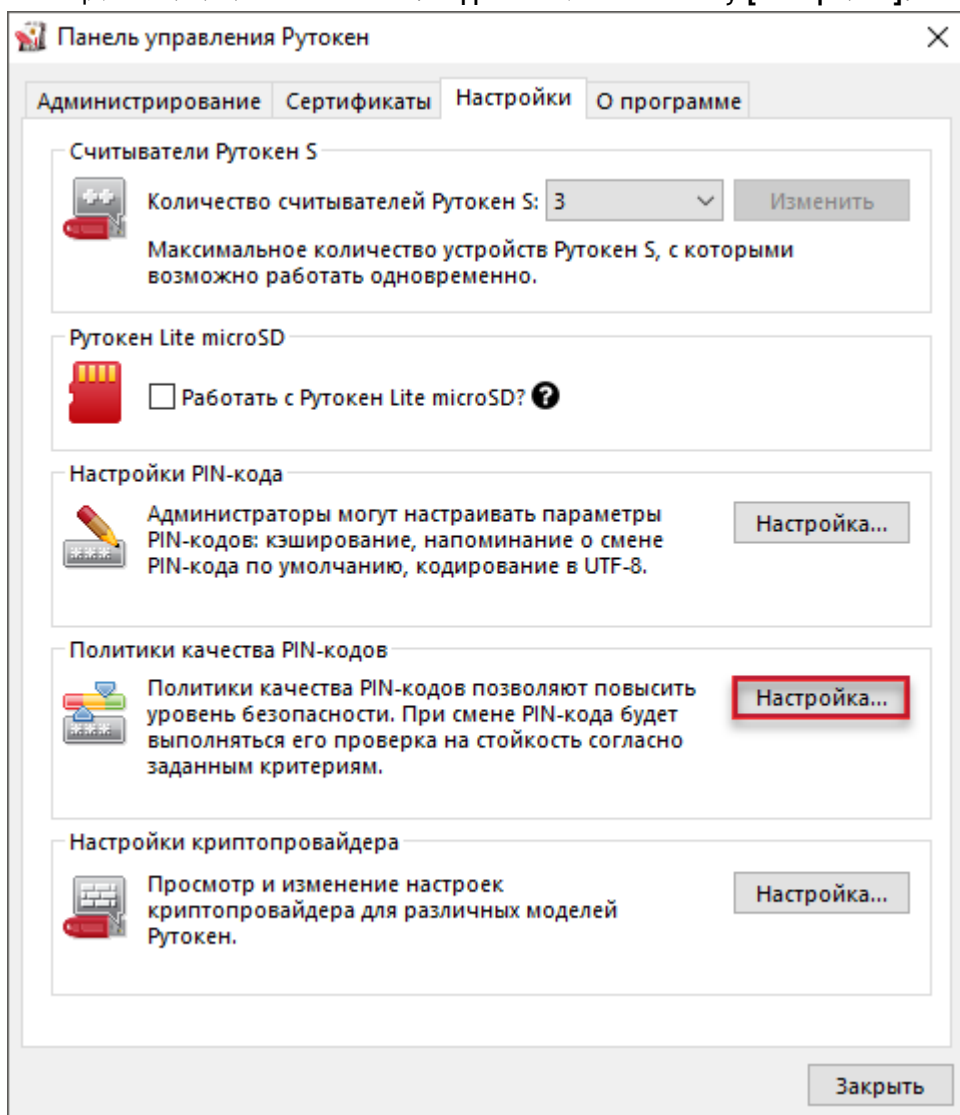 Панель управления Рутокен
Администрирование Сертификаты Настройки О программе
Считыватели Рутокен S
Количество считывателей Рутокен S: 3 Изменить
Максимальное количество устройств Рутокен S, с которыми
возможно работать одновременно.
Рутокен Lite microSD
Работать с Рутокен Lite microSD? ?
Настройки PIN-кода
Администраторы могут настраивать параметры
PIN-кодов: кэширование, напоминание о смене
PIN-кода по умолчанию, кодирование в UTF-8.
Настройка...
Политики качества PIN-кодов
Политики качества PIN-кодов позволяют повысить
уровень безопасности. При смене PIN-кода будет
выполняться его проверка на стойкость согласно
заданным критериям.
Настройка...
Настройки криптопровайдера
Просмотр и изменение настроек
криптопровайдера для различных моделей
Рутокен.
Настройка...
Закрыть